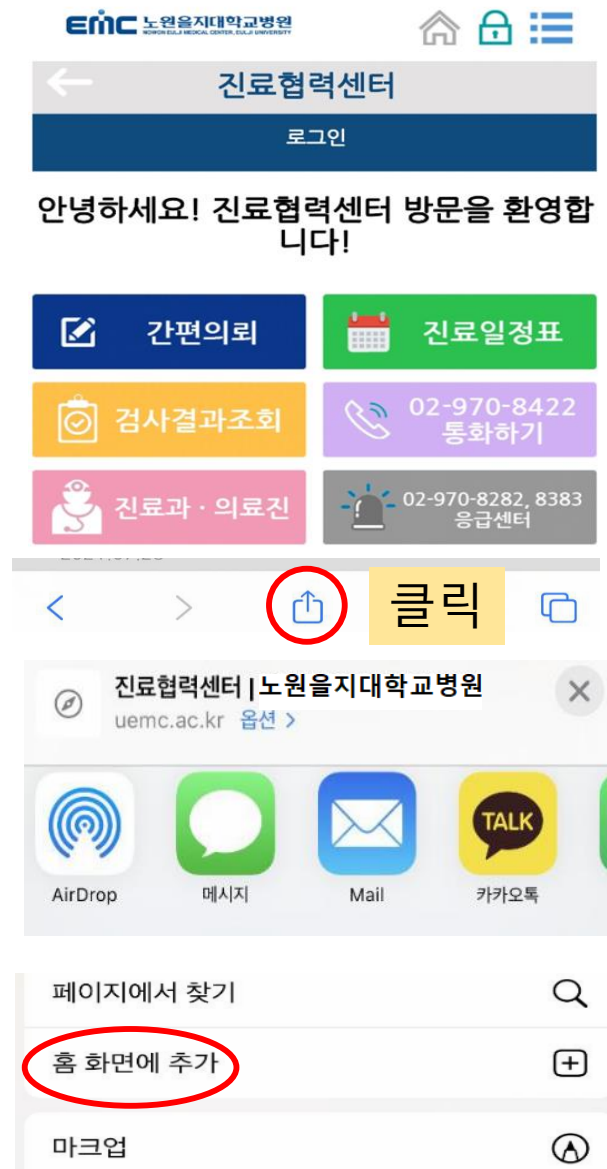 EMC 노원을지대학교병원
NOWON EULJI MEDICAL CENTER, EULJI UNIVERSITY
진료협력센터
로그인
안녕하세요! 진료협력센터 방문을 환영합
니다!
간편의뢰
진료일정표
검사결과조회
02-970-8422
통화하기
진료과 · 의료진
02-970-8282, 8383
응급센터
클릭
진료협력센터 | 노원을지대학교병원
uemc.ac.kr 옵션 >
TALK
AirDrop
메시지
Mail
카카오톡
페이지에서 찾기
홈 화면에 추가
마크업